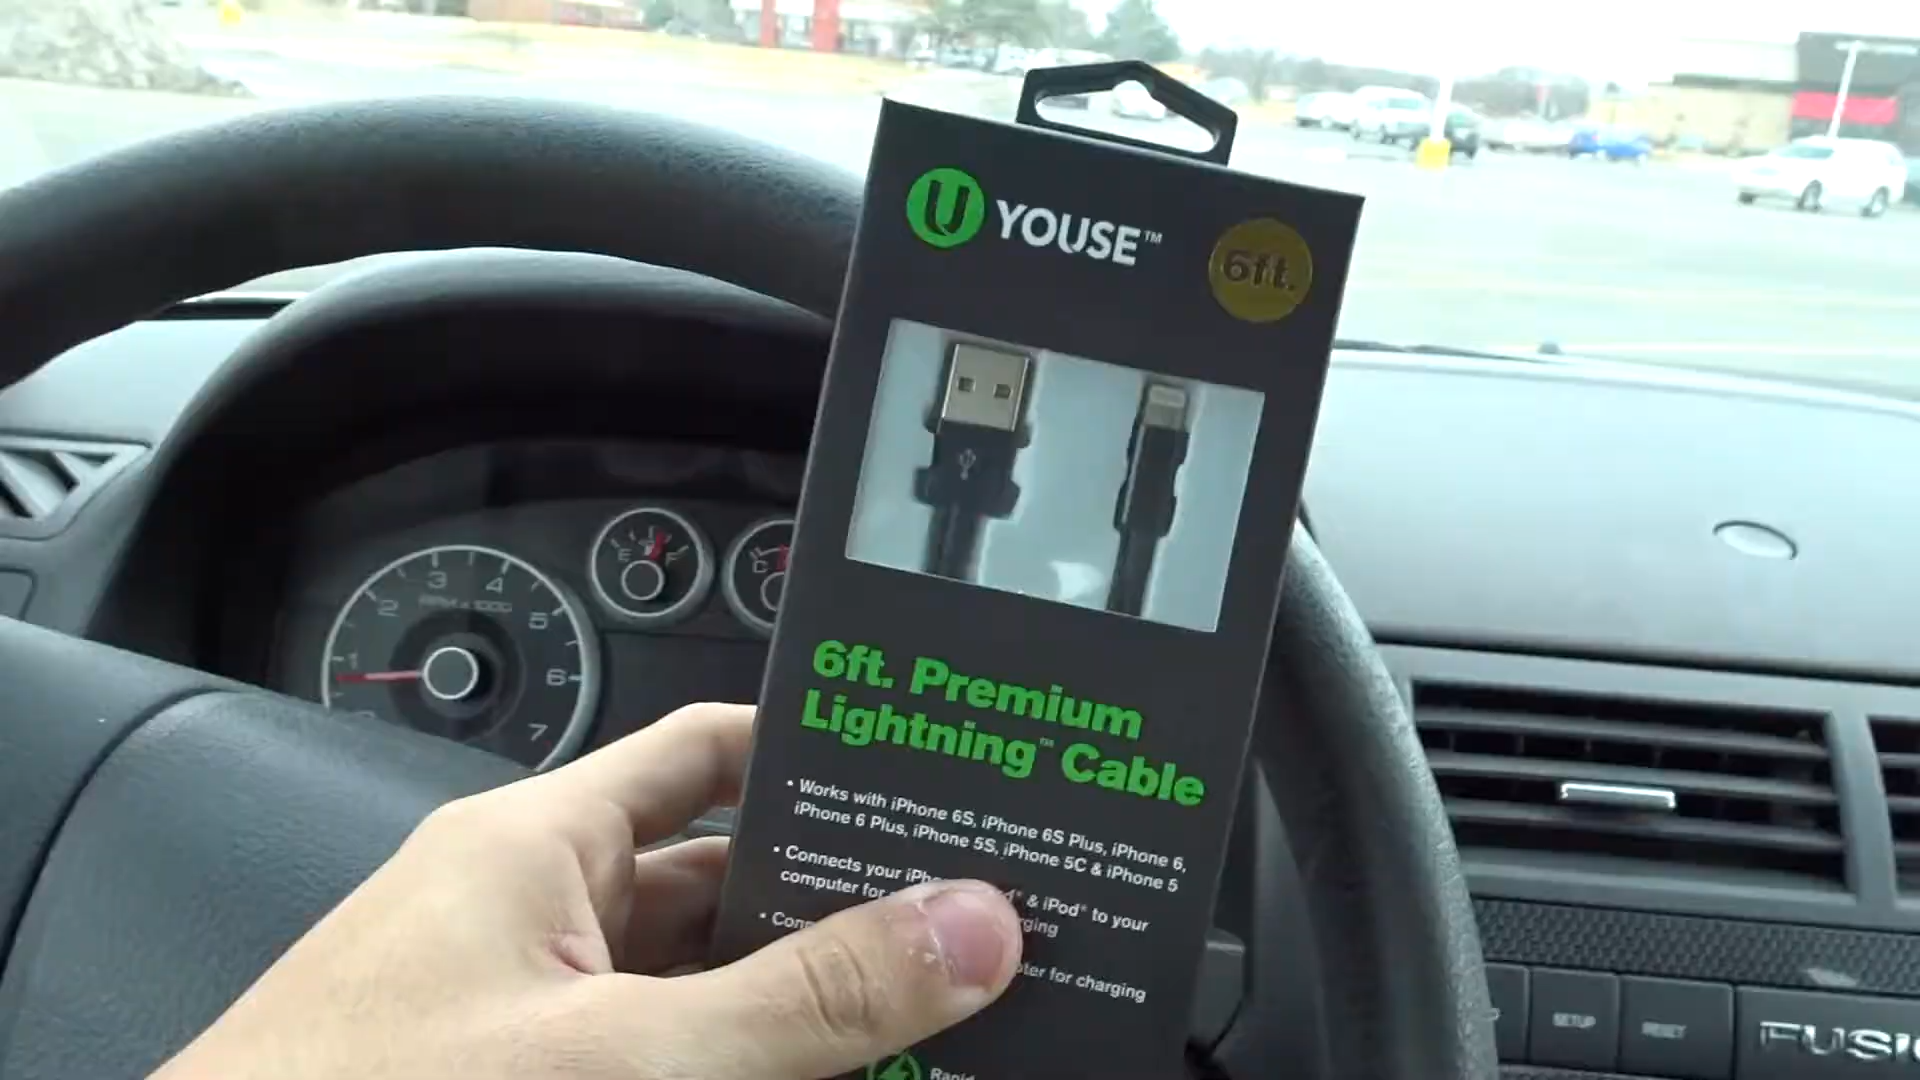 YOUSE™
6ft.
6ft. Premium
Lightning™ Cable
• Works with iPhone 6S, iPhone 6S Plus, iPhone 6,
iPhone 6 Plus, iPhone 5S, iPhone 5C & iPhone 5
• Connects your & iPod® to your
computer for
• for charging
1
2
3
4
5
6
7
RPM x 1000
E
F
C
SETUP
RESET